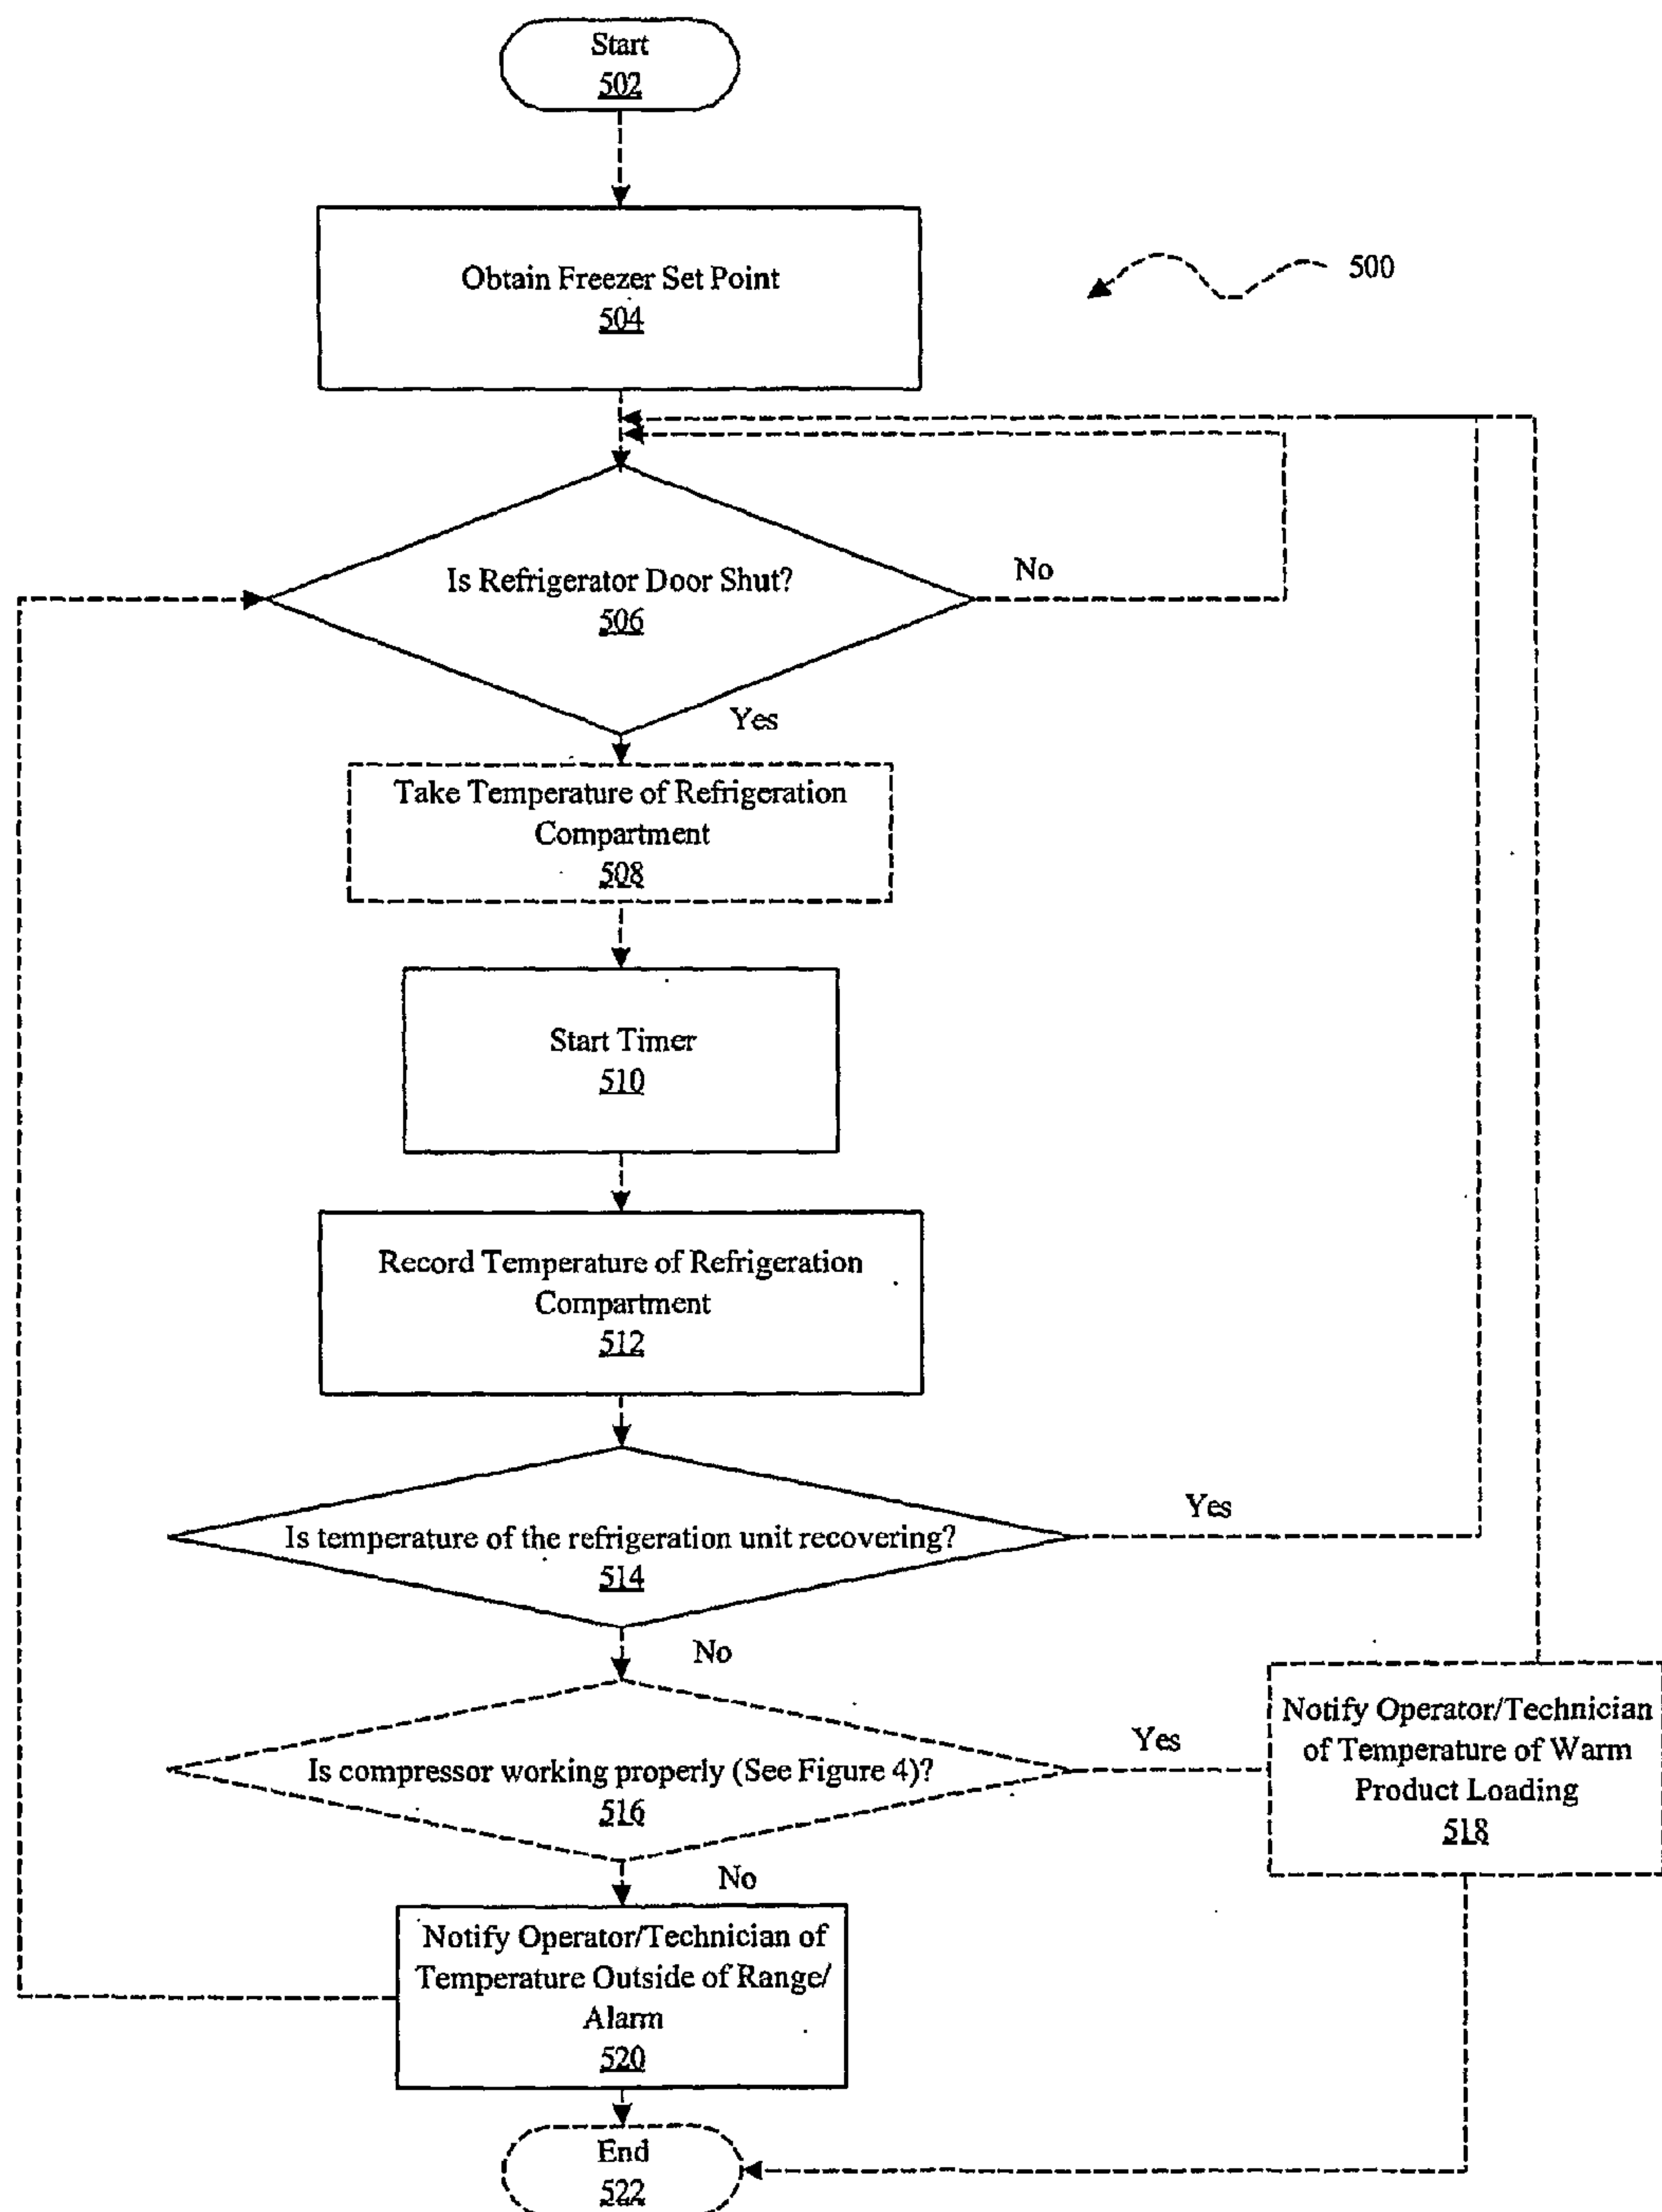 Start
502
Obtain Freezer Set Point
504
500
Is Refrigerator Door Shut?
506
No
Yes
Take Temperature of Refrigeration
Compartment
508
Start Timer
510
Record Temperature of Refrigeration
Compartment
512
Is temperature of the refrigeration unit recovering?
514
Yes
No
Is compressor working properly (See Figure 4)?
516
Yes
Notify Operator/Technician
of Temperature of Warm
Product Loading
518
No
Notify Operator/Technician of
Temperature Outside of Range/
Alarm
520
End
522